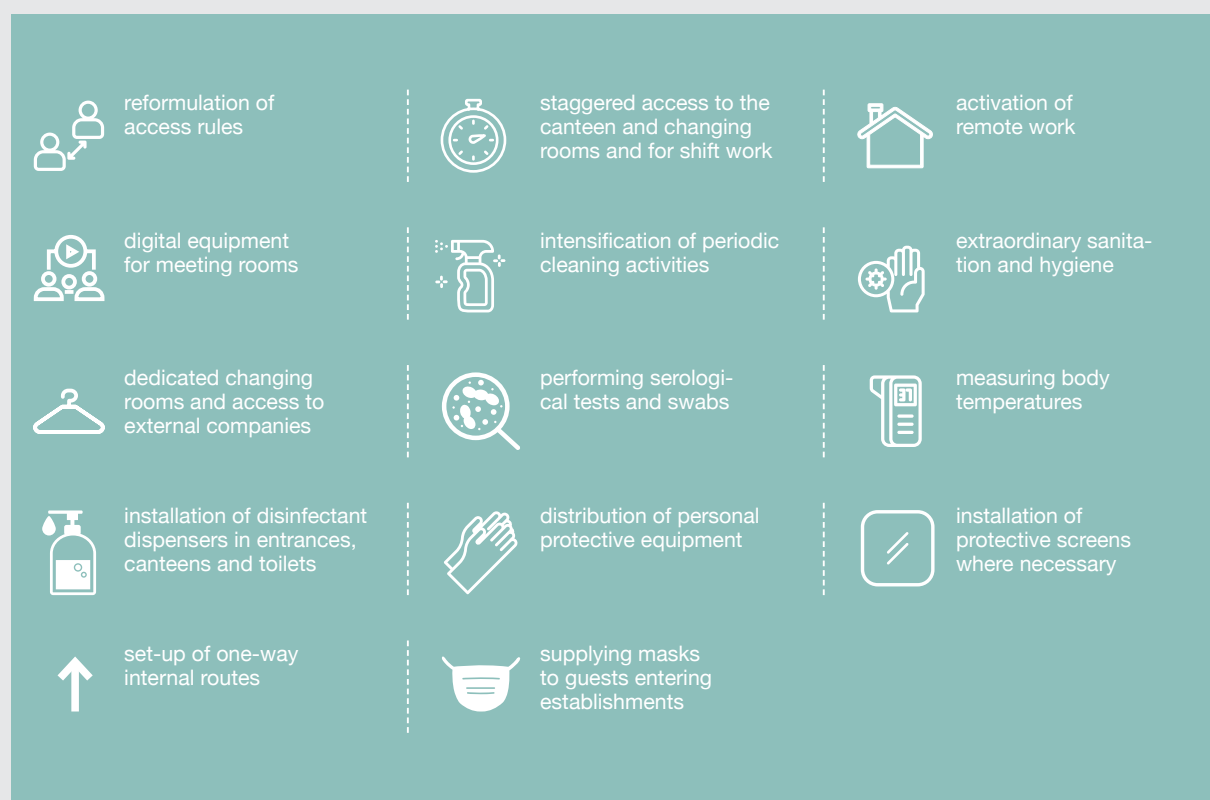 reformulation of
access rules
staggered access to the
canteen and changing
rooms and for shift work
activation of
remote work
digital equipment
for meeting rooms
intensification of periodic
cleaning activities
extraordinary sanita-
tion and hygiene
dedicated changing
rooms and access to
external companies
performing serologi-
cal tests and swabs
37
measuring body
temperatures
installation of disinfectant
dispensers in entrances,
canteens and toilets
distribution of personal
protective equipment
installation of
protective screens
where necessary
set-up of one-way
internal routes
supplying masks
to guests entering
establishments